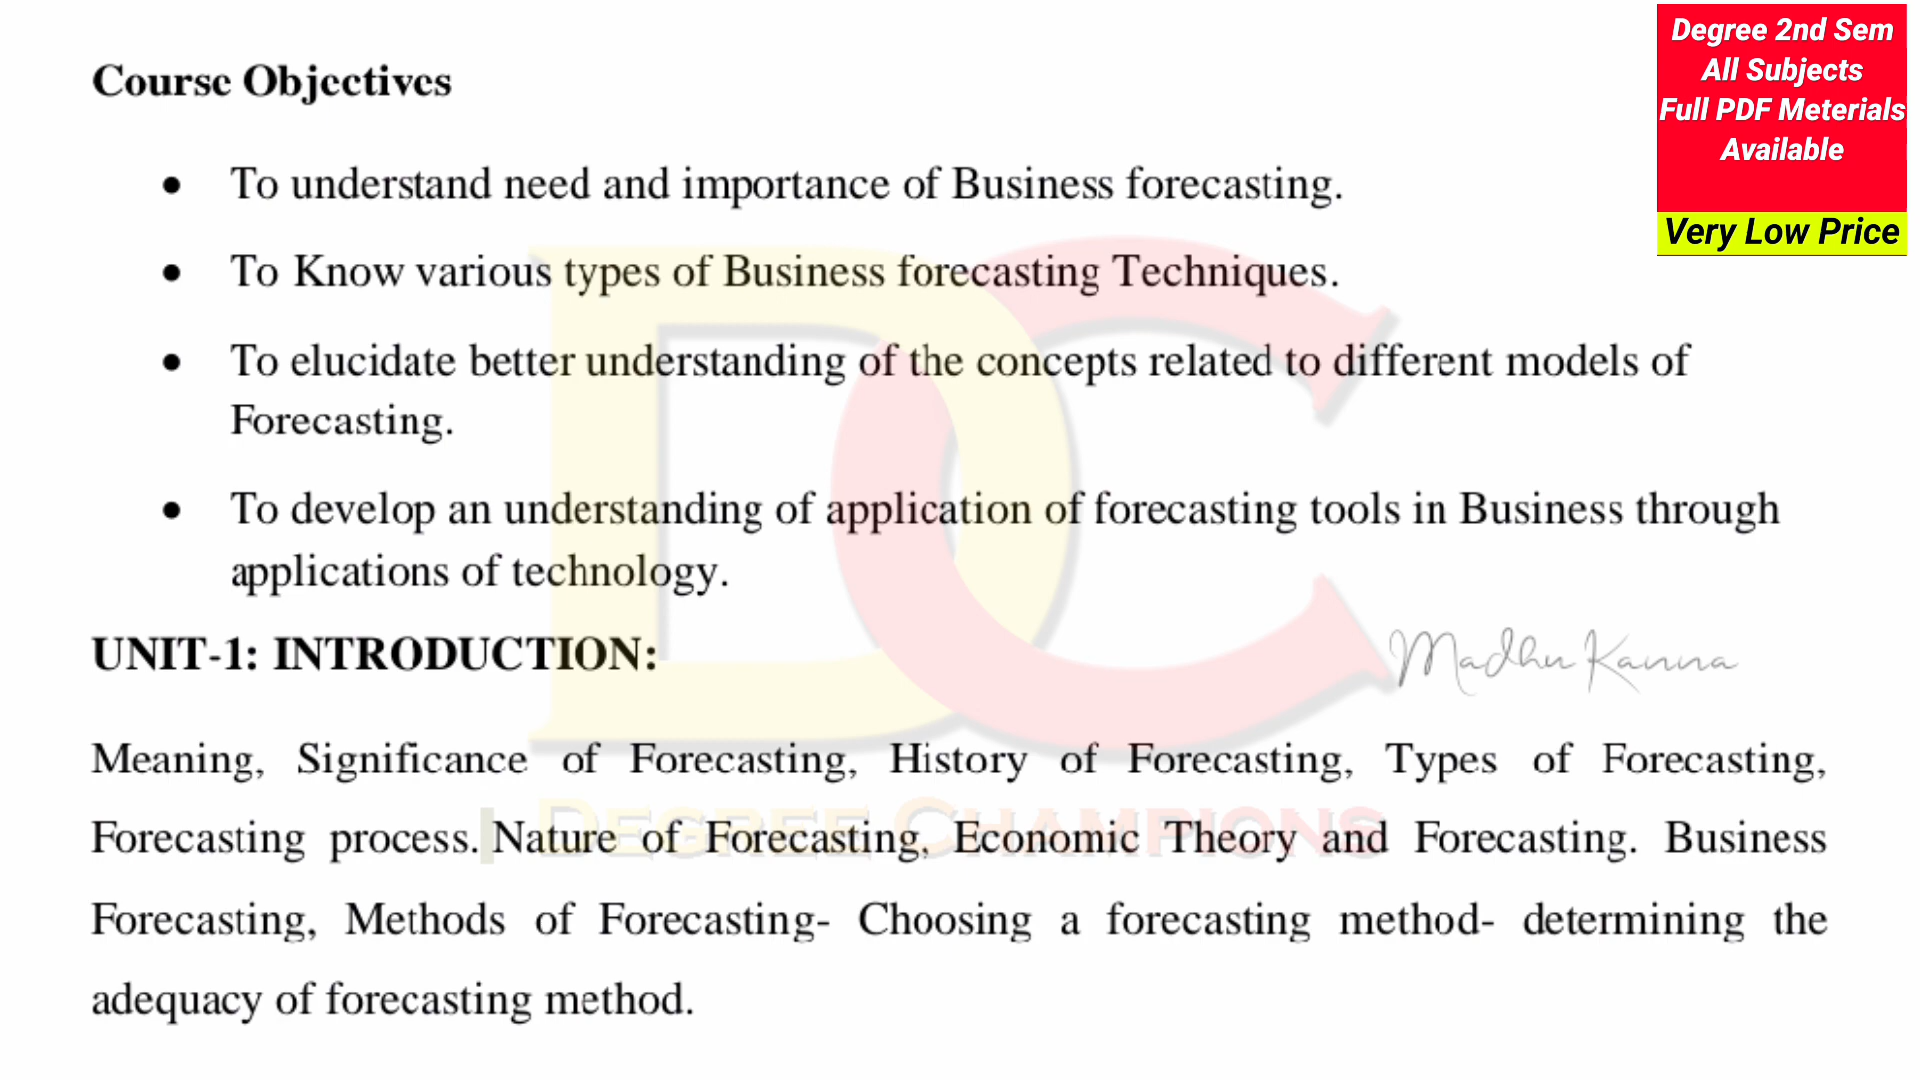 Degree 2nd Sem
All Subjects
Full PDF Meterials
Available
Very Low Price
Course Objectives
• To understand need and importance of Business forecasting.
• To Know various types of Business forecasting Techniques.
• To elucidate better understanding of the concepts related to different models of
Forecasting.
• To develop an understanding of application of forecasting tools in Business through
applications of technology.
UNIT-1: INTRODUCTION:
Madhu Kanna
Meaning, Significance of Forecasting, History of Forecasting, Types of Forecasting,
Forecasting process. Nature of Forecasting, Economic Theory and Forecasting. Business
Forecasting, Methods of Forecasting- Choosing a forecasting method- determining the
adequacy of forecasting method.
DC
DEGREE CHAMPIONS